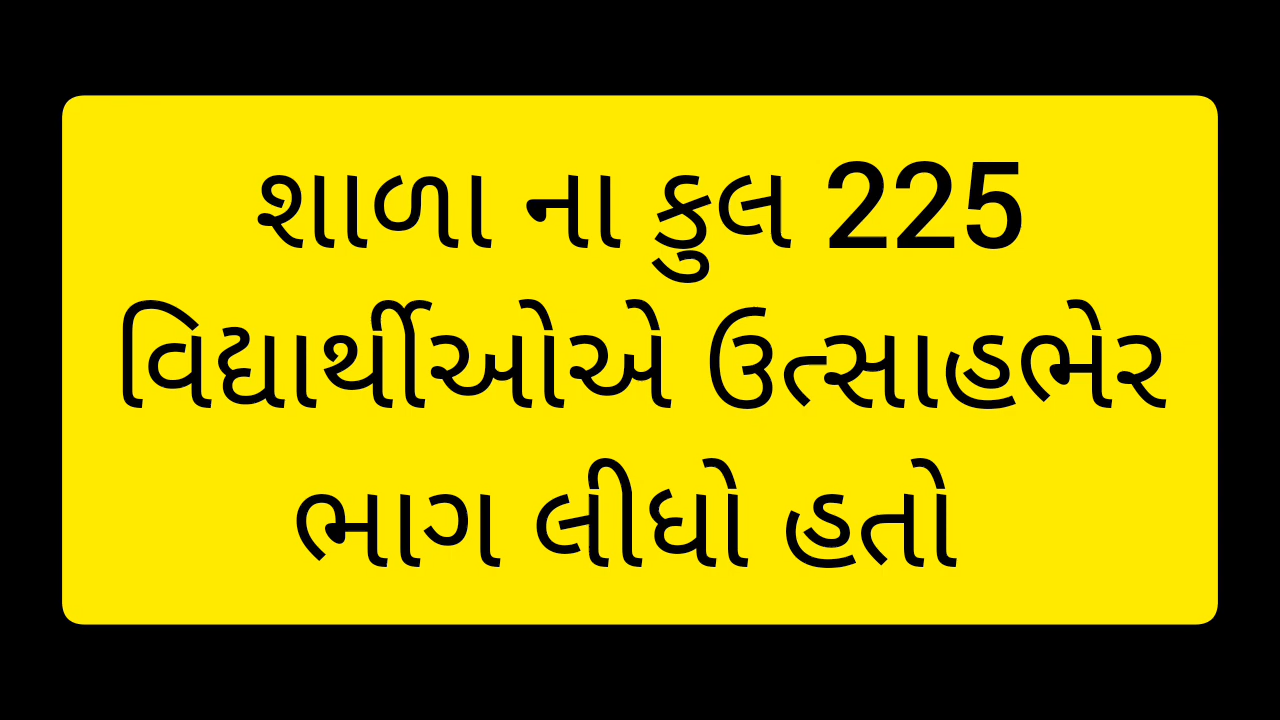 શાળા ના કુલ 225
વિદ્યાર્થીઓએ ઉત્સાહભેર
ભાગ લીધો હતો